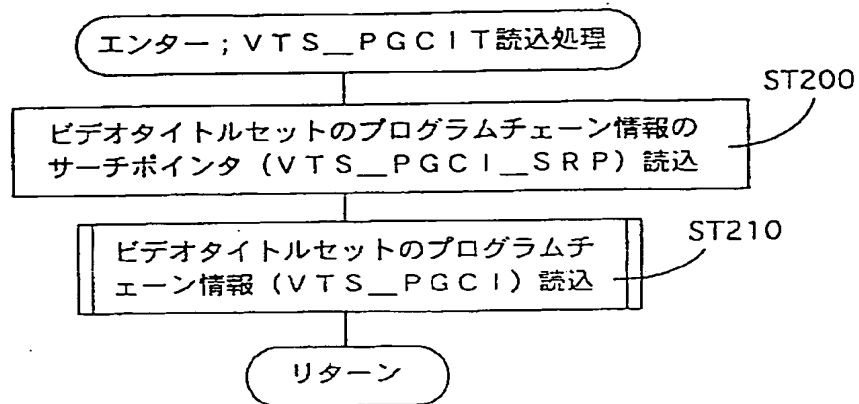 エンター；ＶＴＳ＿ＰＧＣＩＴ読込処理
ST200
ビデオタイトルセットのプログラムチェーン情報の
サーチポインタ（ＶＴＳ＿ＰＧＣＩ＿ＳＲＰ）読込
ST210
ビデオタイトルセットのプログラムチ
ェーン情報（ＶＴＳ＿ＰＧＣＩ）読込
リターン